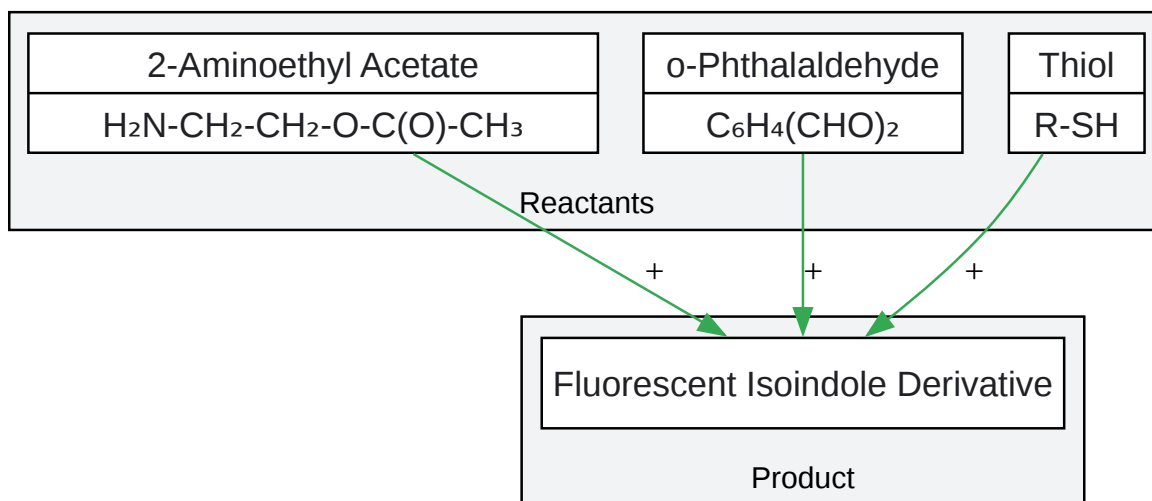 2-Aminoethyl Acetate
o-Phthalaldehyde
Thiol
H₂N-CH₂-CH₂-O-C(O)-CH₃
C₆H₄(CHO)₂
R-SH
Reactants
+
+
+
Fluorescent Isoindole Derivative
Product